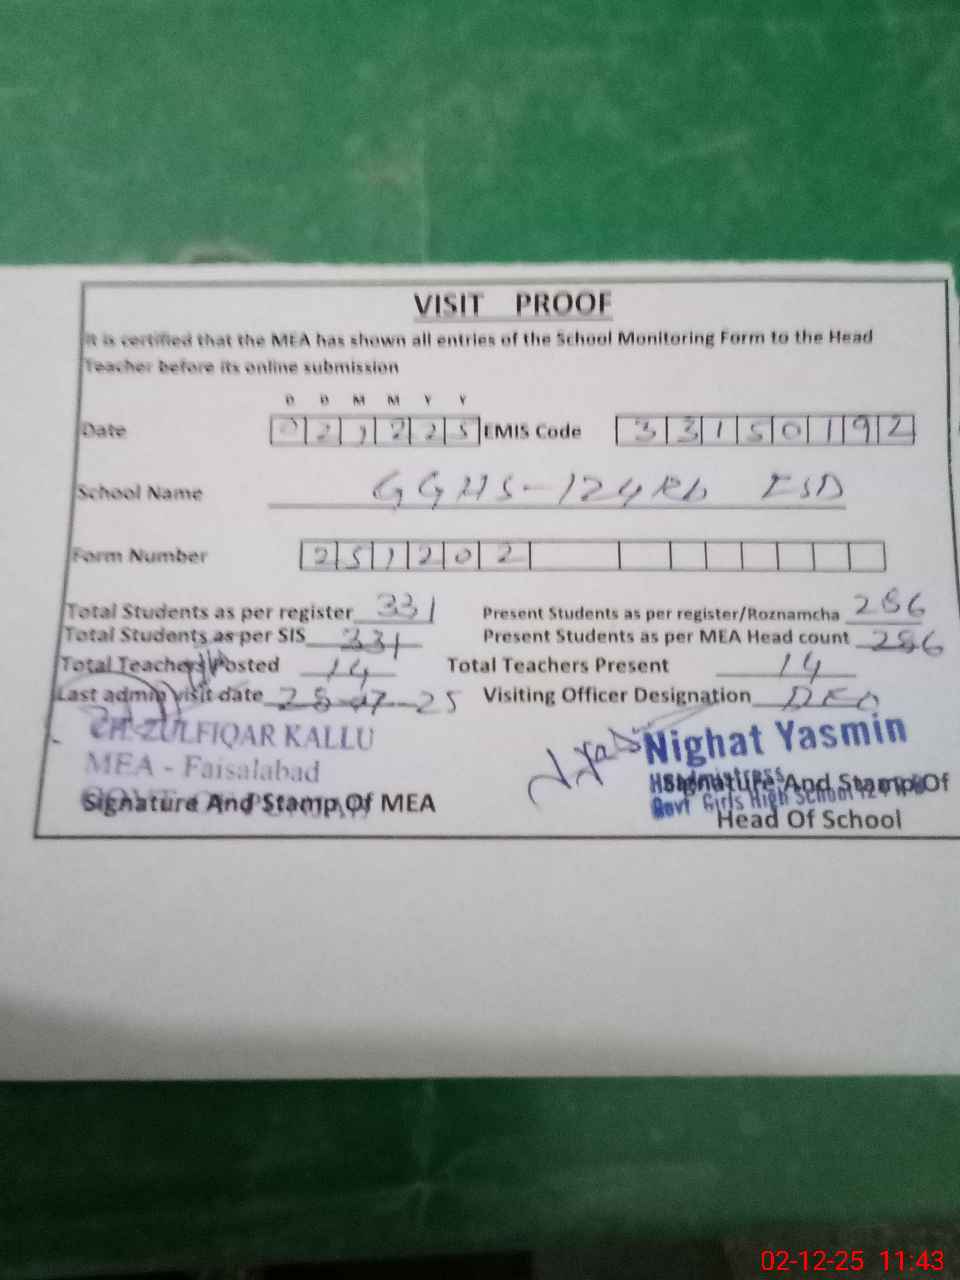 VISIT PROOF
It is certified that the MEA has shown all entries of the School Monitoring Form to the Head
Teacher before its online submission
D D M M Y Y
Date 0 2 1 2 2 5 EMIS Code 3 3 1 5 0 1 9 2
School Name GGHS-124Rb FSD
Form Number 2 5 1 2 0 2
Total Students as per register 331 Present Students as per register/Roznamcha 286
Total Students as per SIS 331 Present Students as per MEA Head count 286
Total Teachers Posted 14 Total Teachers Present 14
Last admin visit date 28-07-25 Visiting Officer Designation DEO
CH. ZULFIQAR KALLU
MEA - Faisalabad
Signature And Stamp Of MEA
Nighat Yasmin
Headmistress
Govt Girls High School
Signature And Stamp Of
Head Of School
02-12-25 11:43